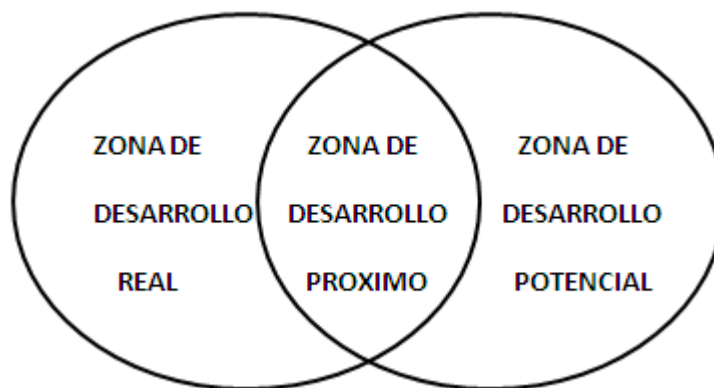 ZONA DE
DESARROLLO
REAL
ZONA DE
DESARROLLO
PROXIMO
ZONA DE
DESARROLLO
POTENCIAL